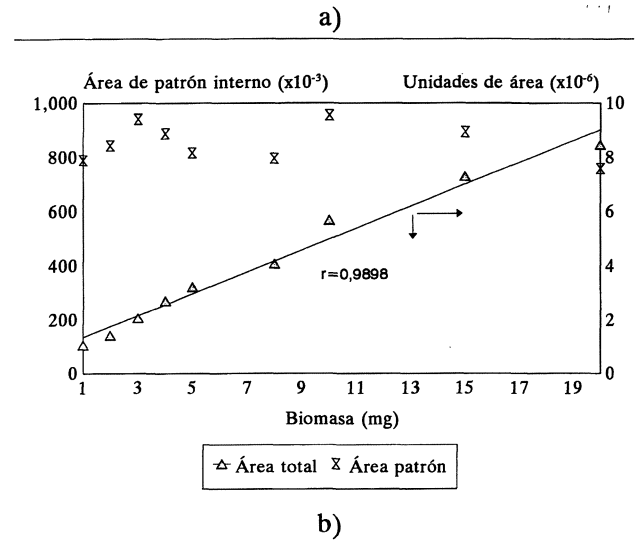 a)
Área de patrón interno (x10⁻³) Unidades de área (x10⁻⁶)
1,000 10
800 8
600 6
400 4
r=0,9898
200 2
0 0
1 3 5 7 9 11 13 15 17 19
Biomasa (mg)
Área total Área patrón
b)